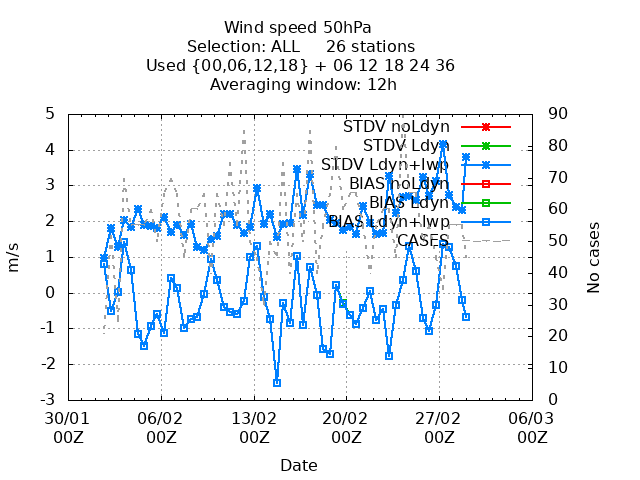 Wind speed 50hPa
Selection: ALL 26 stations
Used {00,06,12,18} + 06 12 18 24 36
Averaging window: 12h
5
4
3
2
1
0
-1
-2
-3
m/s
90
80
70
60
50
40
30
20
10
0
No cases
STDV noLdyn
STDV Ldyn
STDV Ldyn+lwp
BIAS noLdyn
BIAS Ldyn
BIAS Ldyn+lwp
CASES
30/01 06/02 13/02 20/02 27/02 06/03
00Z 00Z 00Z 00Z 00Z 00Z
Date